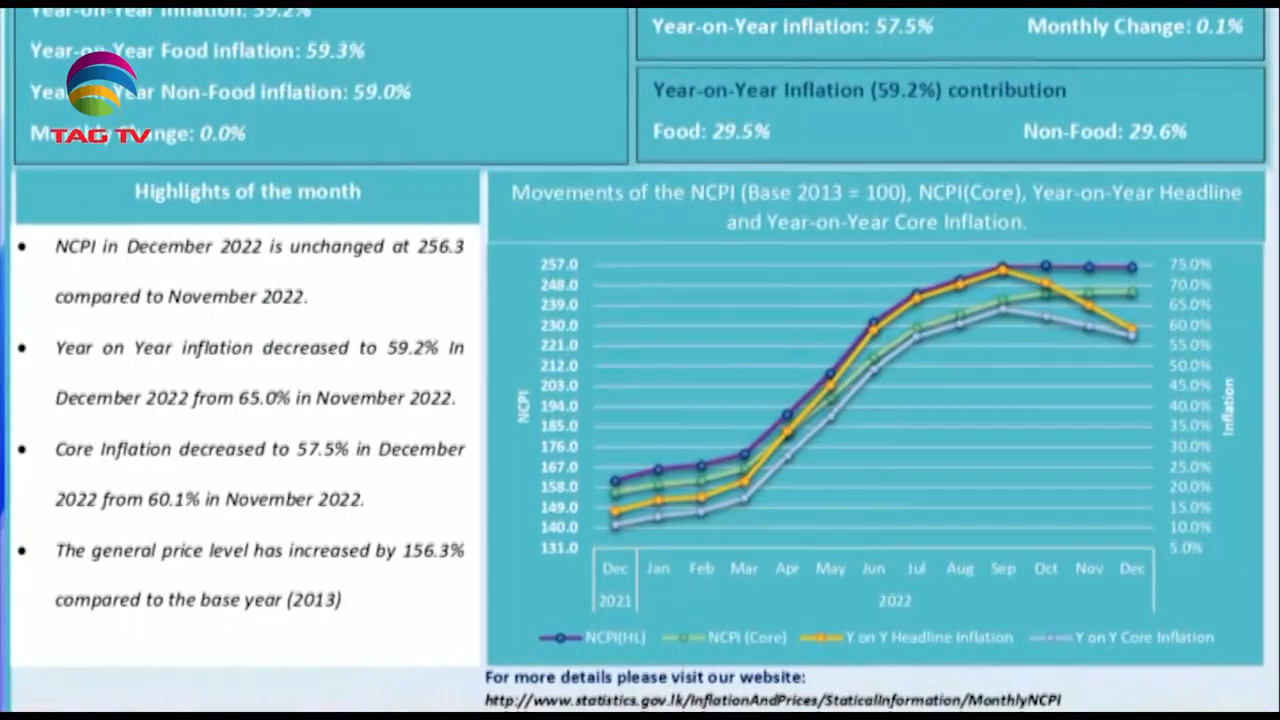 Year-on-Year Inflation: 59.2%
Year-on-Year Food Inflation: 59.3%
Year-on-Year Non-Food Inflation: 59.0%
Monthly Change: 0.0%
TAG TV
Year-on-Year Inflation: 57.5% Monthly Change: 0.1%
Year-on-Year Inflation (59.2%) contribution
Food: 29.5% Non-Food: 29.6%
Highlights of the month
• NCPI in December 2022 is unchanged at 256.3
compared to November 2022.
• Year on Year inflation decreased to 59.2% In
December 2022 from 65.0% in November 2022.
• Core Inflation decreased to 57.5% in December
2022 from 60.1% in November 2022.
• The general price level has increased by 156.3%
compared to the base year (2013)
Movements of the NCPI (Base 2013 = 100), NCPI(Core), Year-on-Year Headline
and Year-on-Year Core Inflation.
257.0 75.0%
248.0 70.0%
239.0 65.0%
230.0 60.0%
221.0 55.0%
212.0 50.0%
203.0 45.0%
194.0 40.0%
185.0 35.0%
176.0 30.0%
167.0 25.0%
158.0 20.0%
149.0 15.0%
140.0 10.0%
131.0 5.0%
NCPI
Inflation
Dec Jan Feb Mar Apr May Jun Jul Aug Sep Oct Nov Dec
2021 2022
NCPI(HL) NCPI (Core) Y on Y Headline Inflation Y on Y Core Inflation
For more details please visit our website:
http://www.statistics.gov.lk/InflationAndPrices/StaticalInformation/MonthlyNCPI